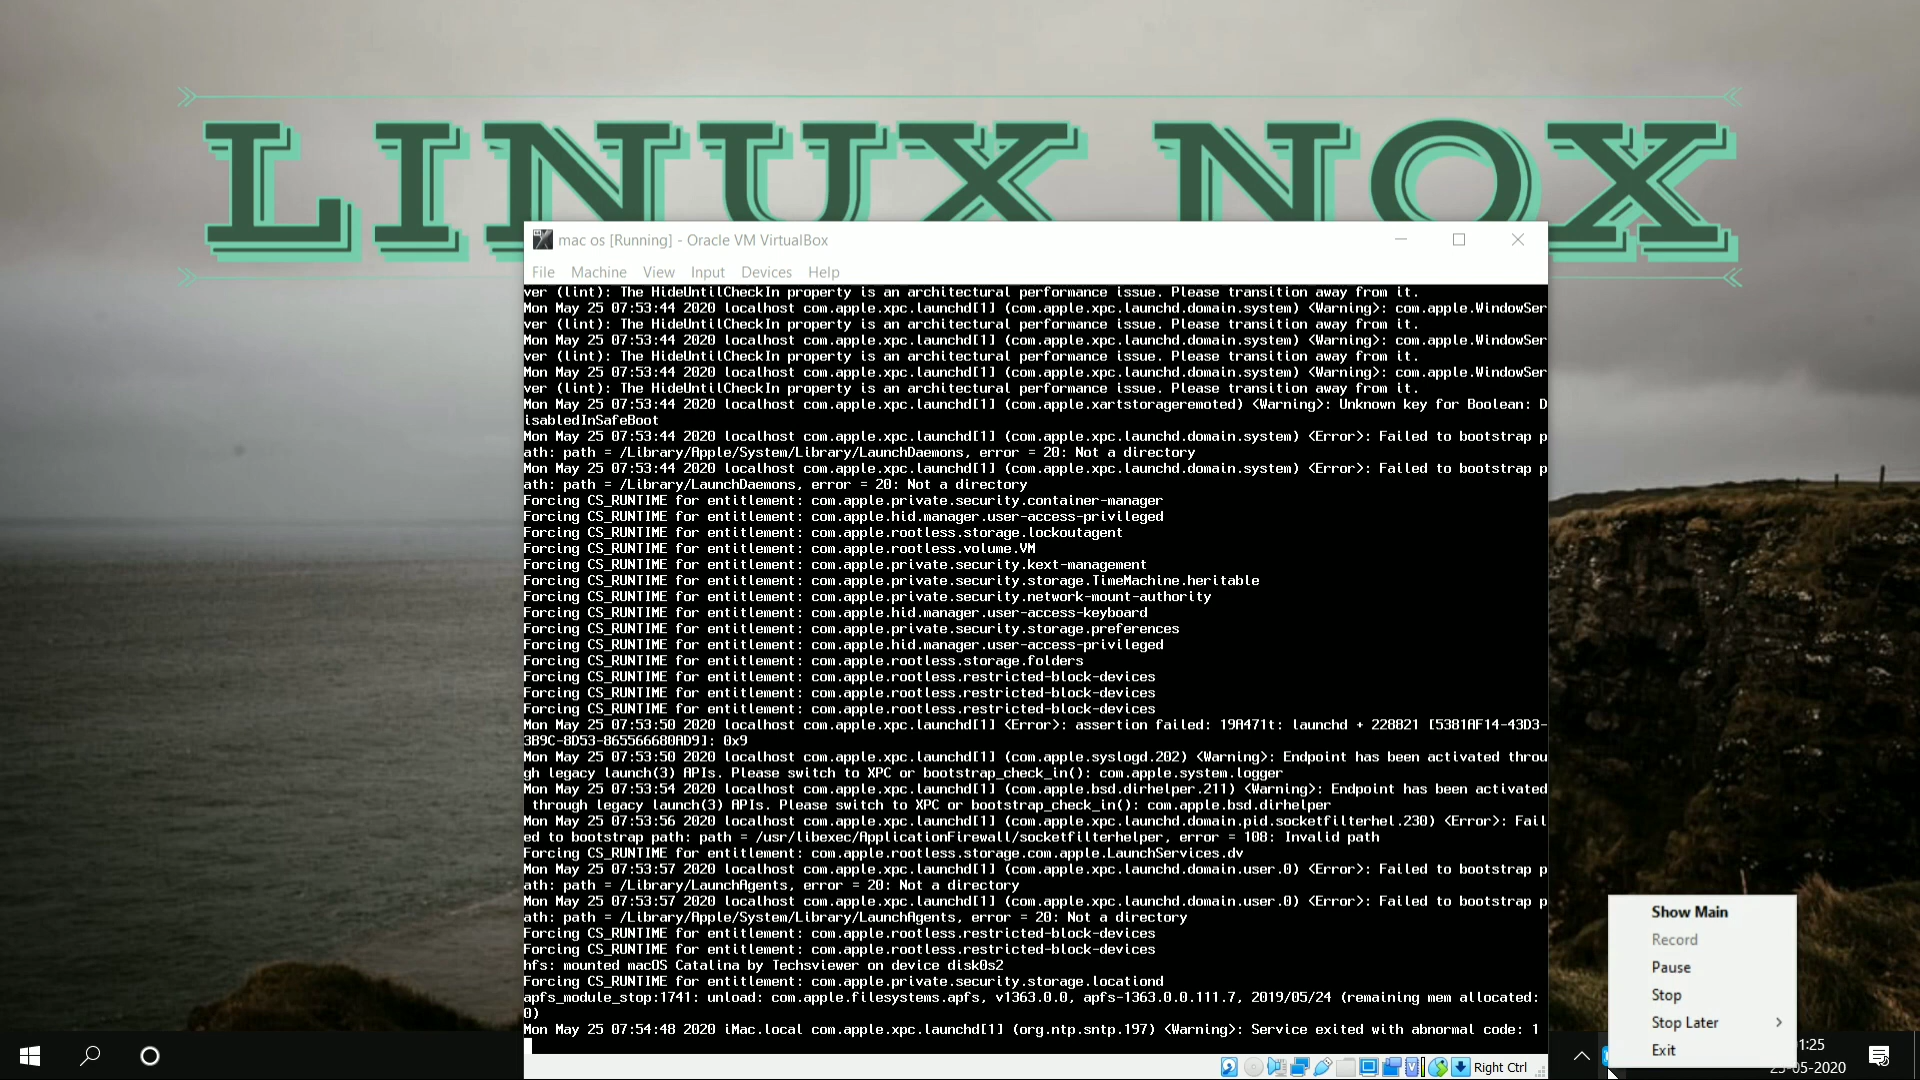 LINUX NOX
mac os [Running] - Oracle VM VirtualBox
File Machine View Input Devices Help
ver (lint): The HideUntilCheckIn property is an architectural performance issue. Please transition away from it.
Mon May 25 07:53:44 2020 localhost com.apple.xpc.launchd[1] (com.apple.xpc.launchd.domain.system) <Warning>: com.apple.WindowSer
ver (lint): The HideUntilCheckIn property is an architectural performance issue. Please transition away from it.
Mon May 25 07:53:44 2020 localhost com.apple.xpc.launchd[1] (com.apple.xpc.launchd.domain.system) <Warning>: com.apple.WindowSer
ver (lint): The HideUntilCheckIn property is an architectural performance issue. Please transition away from it.
Mon May 25 07:53:44 2020 localhost com.apple.xpc.launchd[1] (com.apple.xpc.launchd.domain.system) <Warning>: com.apple.WindowSer
ver (lint): The HideUntilCheckIn property is an architectural performance issue. Please transition away from it.
Mon May 25 07:53:44 2020 localhost com.apple.xpc.launchd[1] (com.apple.xartstorageremoted) <Warning>: Unknown key for Boolean: D
isabledInSafeBoot
Mon May 25 07:53:44 2020 localhost com.apple.xpc.launchd[1] (com.apple.xpc.launchd.domain.system) <Error>: Failed to bootstrap p
ath: path = /Library/Apple/System/Library/LaunchDaemons, error = 20: Not a directory
Mon May 25 07:53:44 2020 localhost com.apple.xpc.launchd[1] (com.apple.xpc.launchd.domain.system) <Error>: Failed to bootstrap p
ath: path = /Library/LaunchDaemons, error = 20: Not a directory
Forcing CS_RUNTIME for entitlement: com.apple.private.security.container-manager
Forcing CS_RUNTIME for entitlement: com.apple.hid.manager.user-access-privileged
Forcing CS_RUNTIME for entitlement: com.apple.rootless.storage.lockoutagent
Forcing CS_RUNTIME for entitlement: com.apple.rootless.volume.VM
Forcing CS_RUNTIME for entitlement: com.apple.private.security.kext-management
Forcing CS_RUNTIME for entitlement: com.apple.private.security.storage.TimeMachine.heritable
Forcing CS_RUNTIME for entitlement: com.apple.private.security.network-mount-authority
Forcing CS_RUNTIME for entitlement: com.apple.hid.manager.user-access-keyboard
Forcing CS_RUNTIME for entitlement: com.apple.private.security.storage.preferences
Forcing CS_RUNTIME for entitlement: com.apple.hid.manager.user-access-privileged
Forcing CS_RUNTIME for entitlement: com.apple.rootless.storage.folders
Forcing CS_RUNTIME for entitlement: com.apple.rootless.restricted-block-devices
Forcing CS_RUNTIME for entitlement: com.apple.rootless.restricted-block-devices
Forcing CS_RUNTIME for entitlement: com.apple.rootless.restricted-block-devices
Mon May 25 07:53:50 2020 localhost com.apple.xpc.launchd[1] <Error>: assertion failed: 19A471t: launchd + 228821 [5381AF14-43D3-
3B9C-8D53-865566680AD9]: 0x9
Mon May 25 07:53:50 2020 localhost com.apple.xpc.launchd[1] (com.apple.syslogd.202) <Warning>: Endpoint has been activated throu
gh legacy launch(3) APIs. Please switch to XPC or bootstrap_check_in(): com.apple.system.logger
Mon May 25 07:53:54 2020 localhost com.apple.xpc.launchd[1] (com.apple.bsd.dirhelper.211) <Warning>: Endpoint has been activated
 through legacy launch(3) APIs. Please switch to XPC or bootstrap_check_in(): com.apple.bsd.dirhelper
Mon May 25 07:53:56 2020 localhost com.apple.xpc.launchd[1] (com.apple.xpc.launchd.domain.pid.socketfilterhel.230) <Error>: Fail
ed to bootstrap path: path = /usr/libexec/ApplicationFirewall/socketfilterhelper, error = 108: Invalid path
Forcing CS_RUNTIME for entitlement: com.apple.rootless.storage.com.apple.LaunchServices.dv
Mon May 25 07:53:57 2020 localhost com.apple.xpc.launchd[1] (com.apple.xpc.launchd.domain.user.0) <Error>: Failed to bootstrap p
ath: path = /Library/LaunchAgents, error = 20: Not a directory
Mon May 25 07:53:57 2020 localhost com.apple.xpc.launchd[1] (com.apple.xpc.launchd.domain.user.0) <Error>: Failed to bootstrap p
ath: path = /Library/Apple/System/Library/LaunchAgents, error = 20: Not a directory
Forcing CS_RUNTIME for entitlement: com.apple.rootless.restricted-block-devices
Forcing CS_RUNTIME for entitlement: com.apple.rootless.restricted-block-devices
hfs: mounted macOS Catalina by Techsviewer on device disk0s2
Forcing CS_RUNTIME for entitlement: com.apple.private.security.storage.locationd
apfs_module_stop:1741: unload: com.apple.filesystems.apfs, v1363.0.0, apfs-1363.0.0.111.7, 2019/05/24 (remaining mem allocated:
0)
Mon May 25 07:54:48 2020 iMac.local com.apple.xpc.launchd[1] (org.ntp.sntp.197) <Warning>: Service exited with abnormal code: 1
Right Ctrl
Show Main
Record
Pause
Stop
Stop Later
Exit
1:25
25-05-2020